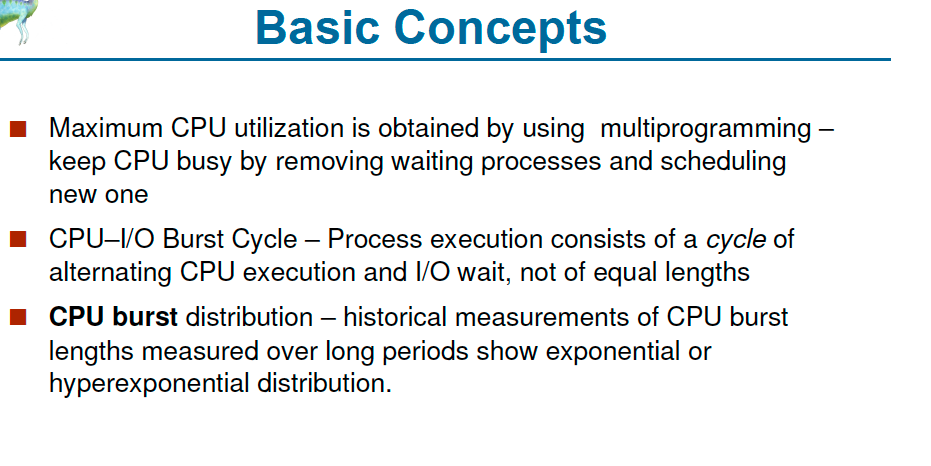 Basic Concepts
Maximum CPU utilization is obtained by using  multiprogramming –
keep CPU busy by removing waiting processes and scheduling
new one
CPU–I/O Burst Cycle – Process execution consists of a cycle of
alternating CPU execution and I/O wait, not of equal lengths
CPU burst distribution – historical measurements of CPU burst
lengths measured over long periods show exponential or
hyperexponential distribution.